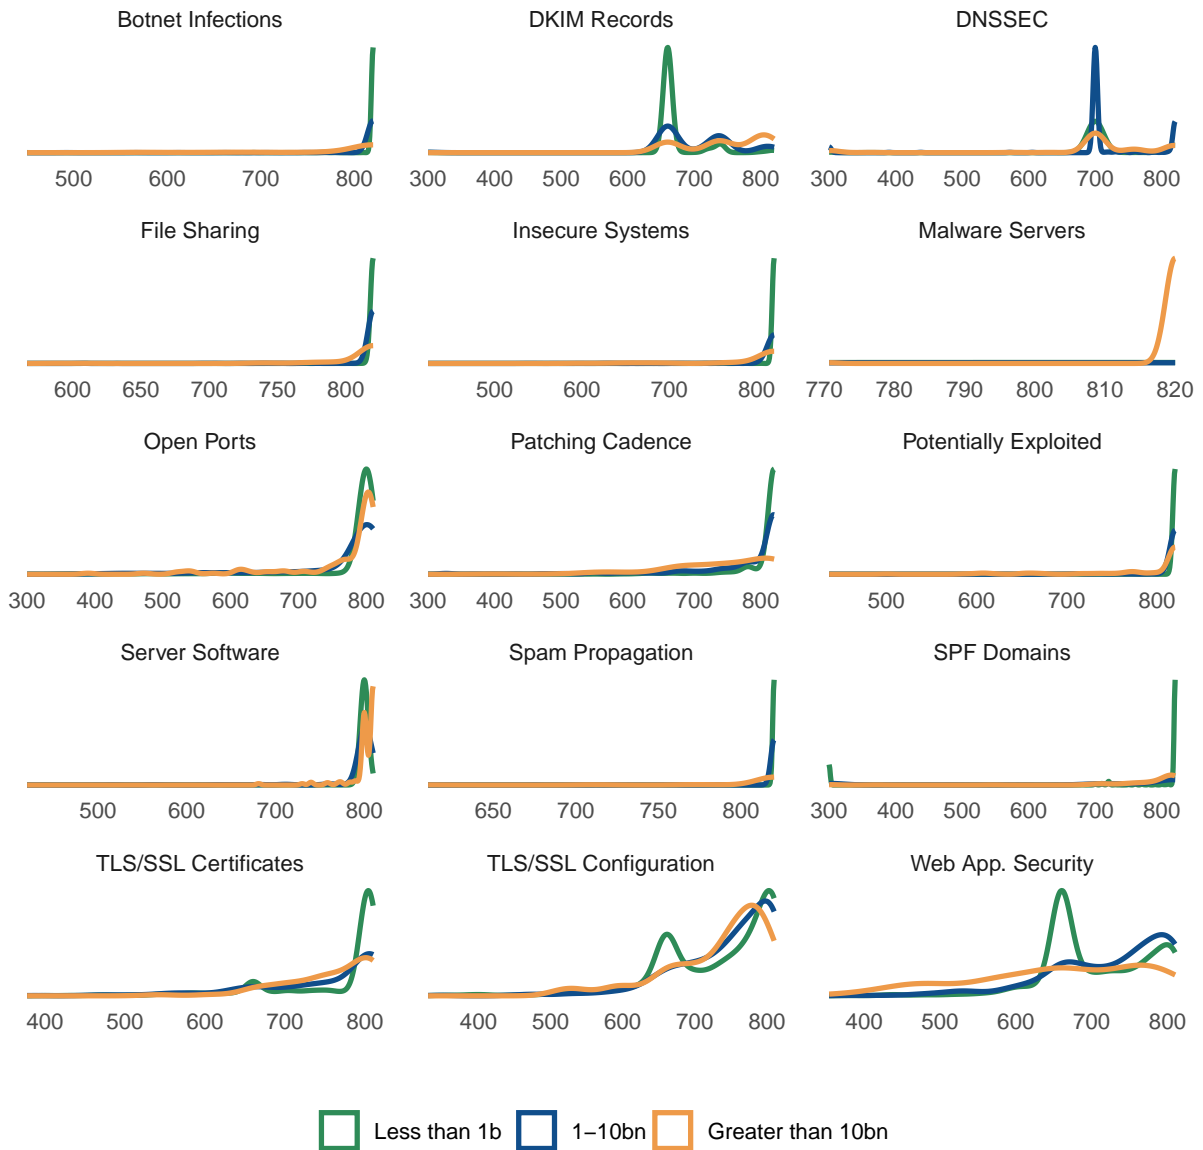 Botnet Infections DKIM Records DNSSEC
500 600 700 800 300 400 500 600 700 800 300 400 500 600 700 800
File Sharing Insecure Systems Malware Servers
600 650 700 750 800 500 600 700 800 770 780 790 800 810 820
Open Ports Patching Cadence Potentially Exploited
300 400 500 600 700 800 300 400 500 600 700 800 500 600 700 800
Server Software Spam Propagation SPF Domains
500 600 700 800 650 700 750 800 300 400 500 600 700 800
TLS/SSL Certificates TLS/SSL Configuration Web App. Security
400 500 600 700 800 400 500 600 700 800 400 500 600 700 800
Less than 1b 1–10bn Greater than 10bn